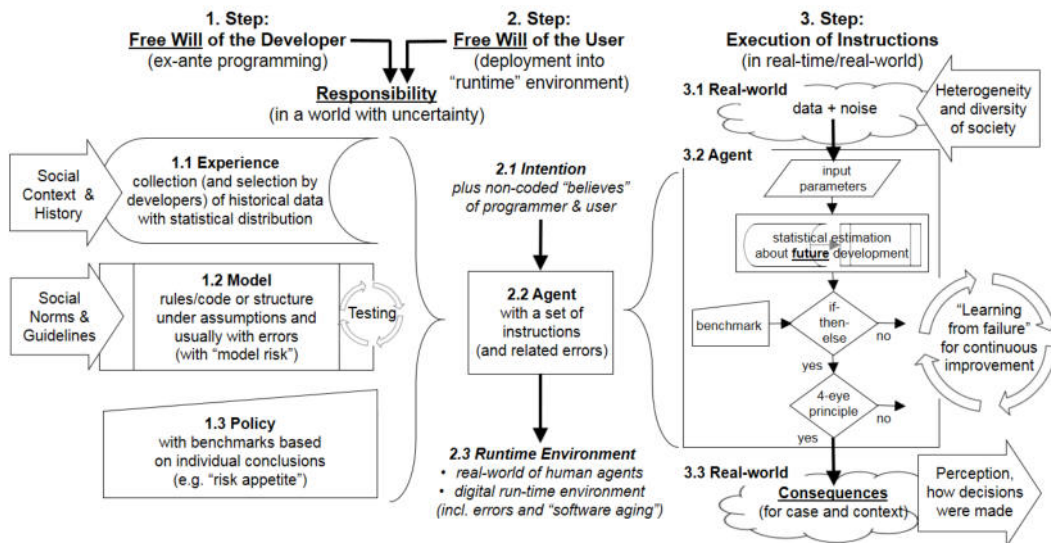 1. Step:
Free Will of the Developer
(ex-ante programming)
2. Step:
Free Will of the User
(deployment into
“runtime” environment)
Responsibility
(in a world with uncertainty)
3. Step:
Execution of Instructions
(in real-time/real-world)
Social
Context &
History
1.1 Experience
collection (and selection by
developers) of historical data
with statistical distribution
Social
Norms &
Guidelines
1.2 Model
rules/code or structure
under assumptions and
usually with errors
(with “model risk”)
Testing
1.3 Policy
with benchmarks based
on individual conclusions
(e.g. “risk appetite”)
2.1 Intention
plus non-coded “believes”
of programmer & user
2.2 Agent
with a set of
instructions
(and related errors)
2.3 Runtime Environment
• real-world of human agents
• digital run-time environment
(incl. errors and “software aging”)
3.1 Real-world
data + noise
Heterogeneity
and diversity
of society
3.2 Agent
input
parameters
statistical estimation
about future development
benchmark
if-
then-
else
no
yes
4-eye
principle
no
yes
“Learning
from failure”
for continuous
improvement
3.3 Real-world
Consequences
(for case and context)
Perception,
how decisions
were made